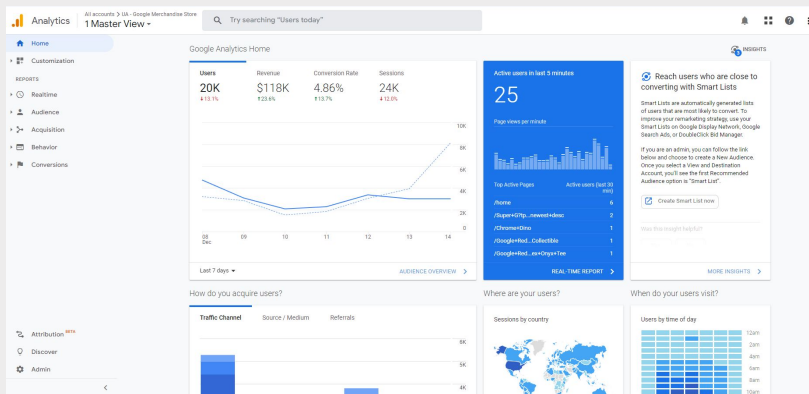 Analytics
All accounts > UA - Google Merchandise Store
1 Master View
Try searching "Users today"
Home
Customization
REPORTS
Realtime
Audience
Acquisition
Behavior
Conversions
Attribution BETA
Discover
Admin
Google Analytics Home
INSIGHTS
Users
20K
13.1%
Revenue
$118K
23.6%
Conversion Rate
4.86%
13.7%
Sessions
24K
12.0%
10K
8K
6K
4K
2K
0
08
Dec
09
10
11
12
13
14
Last 7 days
AUDIENCE OVERVIEW
Active users in last 5 minutes
25
Page views per minute
Top Active Pages
Active users (last 30
min)
/home 6
/Super+G?tp...newest+desc 2
/Chrome+Dino 1
/Google+Red...Collectible 1
/Google+Red...ex+Onyx+Tee 1
REAL-TIME REPORT
Reach users who are close to
converting with Smart Lists
Smart Lists are automatically generated lists
of users that are most likely to convert. To
improve your remarketing strategy, use your
Smart Lists on Google Display Network, Google
Search Ads, or DoubleClick Bid Manager.
If you are an admin, you can follow the link
below and choose to create a New Audience.
Once you select a View and Destination
Account, you'll see the first Recommended
Audience option is "Smart List".
Create Smart List now
Was this insight helpful?
MORE INSIGHTS
How do you acquire users?
Traffic Channel
Source / Medium
Referrals
8K
5K
4K
Where are your users?
Sessions by country
When do your users visit?
Users by time of day
12am
2am
4am
6am
8am
10am